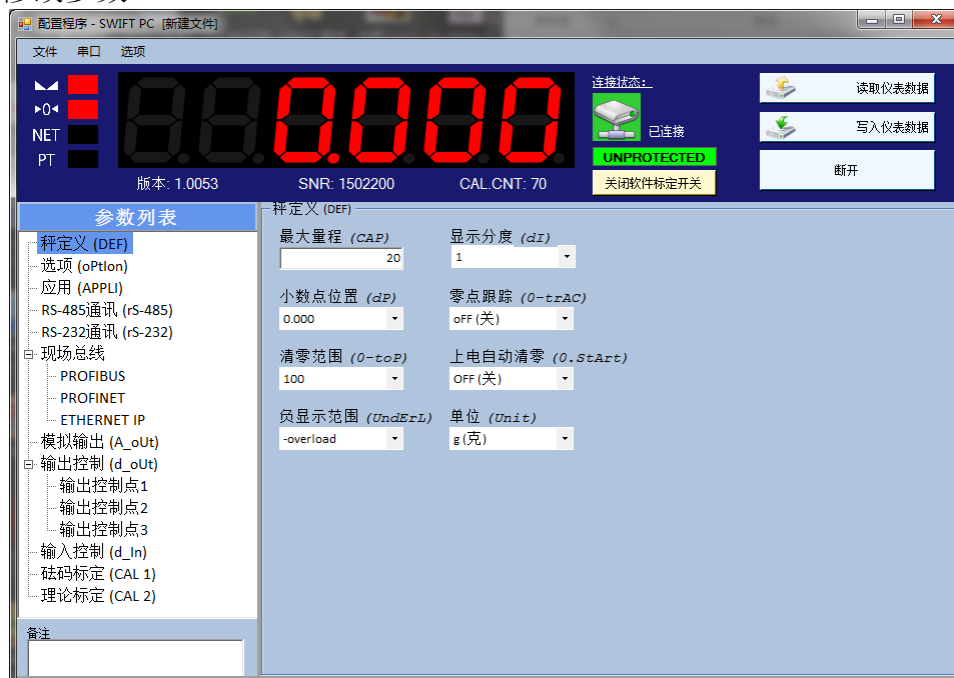 配置程序 - SWIFT PC [新建文件]
文件 串口 选项
0.000
连接状态:
读取仪表数据
▸0◂
NET
已连接
写入仪表数据
PT
UNPROTECTED
断开
版本: 1.0053 SNR: 1502200 CAL.CNT: 70 关闭软件标定开关
参数列表
秤定义 (DEF)
选项 (oPtIon)
应用 (APPLI)
RS-485通讯 (rS-485)
RS-232通讯 (rS-232)
现场总线
PROFIBUS
PROFINET
ETHERNET IP
模拟输出 (A_oUt)
输出控制 (d_oUt)
输出控制点1
输出控制点2
输出控制点3
输入控制 (d_In)
砝码标定 (CAL 1)
理论标定 (CAL 2)
备注
秤定义 (DEF)
最大量程 (CAP) 显示分度 (dI)
20 1
小数点位置 (dP) 零点跟踪 (0-trAC)
0.000 oFF(关)
清零范围 (0-toP) 上电自动清零 (0.StArt)
100 OFF(关)
负显示范围 (UndErL) 单位 (Unit)
-overload g(克)